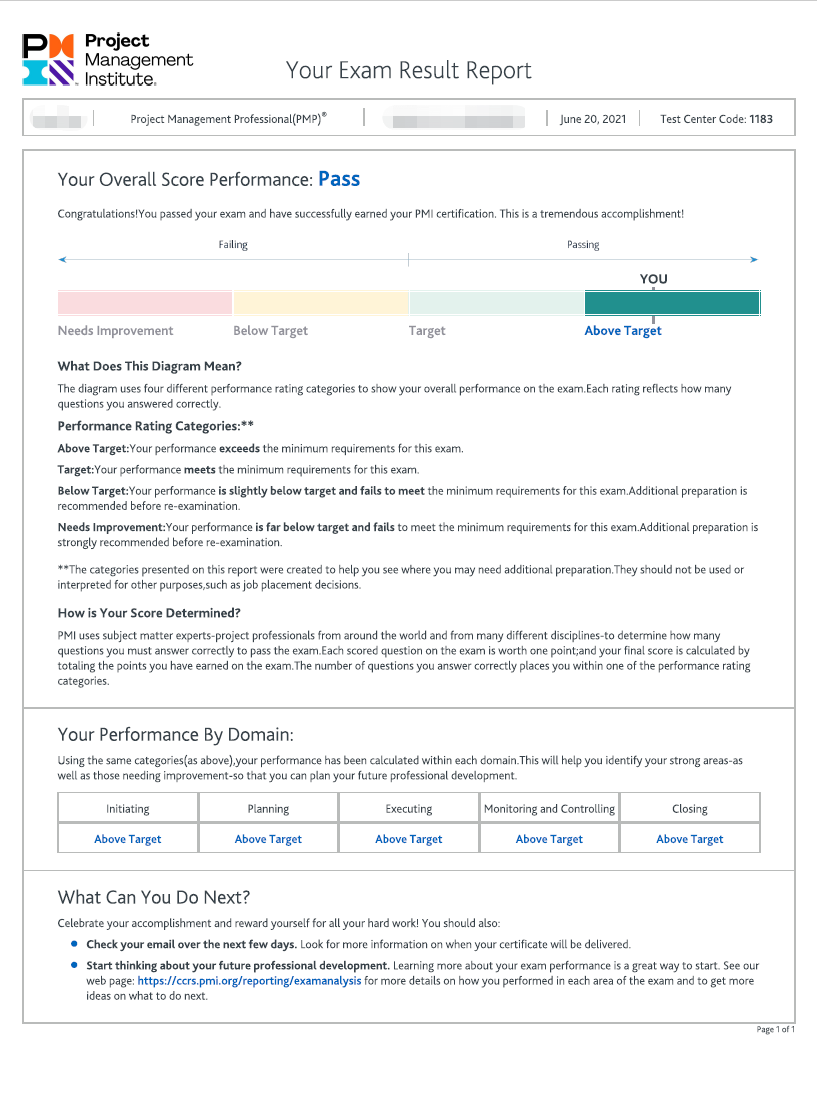 PM
Project
Management
Institute.
Your Exam Result Report
Project Management Professional(PMP)®
June 20, 2021
Test Center Code: 1183
Your Overall Score Performance: Pass
Congratulations!You passed your exam and have successfully earned your PMI certification. This is a tremendous accomplishment!
Failing Passing
YOU
Needs Improvement Below Target Target Above Target
What Does This Diagram Mean?
The diagram uses four different performance rating categories to show your overall performance on the exam.Each rating reflects how many
questions you answered correctly.
Performance Rating Categories:**
Above Target:Your performance exceeds the minimum requirements for this exam.
Target:Your performance meets the minimum requirements for this exam.
Below Target:Your performance is slightly below target and fails to meet the minimum requirements for this exam.Additional preparation is
recommended before re-examination.
Needs Improvement:Your performance is far below target and fails to meet the minimum requirements for this exam.Additional preparation is
strongly recommended before re-examination.
**The categories presented on this report were created to help you see where you may need additional preparation.They should not be used or
interpreted for other purposes,such as job placement decisions.
How is Your Score Determined?
PMI uses subject matter experts-project professionals from around the world and from many different disciplines-to determine how many
questions you must answer correctly to pass the exam.Each scored question on the exam is worth one point;and your final score is calculated by
totaling the points you have earned on the exam.The number of questions you answer correctly places you within one of the performance rating
categories.
Your Performance By Domain:
Using the same categories(as above),your performance has been calculated within each domain.This will help you identify your strong areas-as
well as those needing improvement-so that you can plan your future professional development.
Initiating Planning Executing Monitoring and Controlling Closing
Above Target Above Target Above Target Above Target Above Target
What Can You Do Next?
Celebrate your accomplishment and reward yourself for all your hard work! You should also:
Check your email over the next few days. Look for more information on when your certificate will be delivered.
Start thinking about your future professional development. Learning more about your exam performance is a great way to start. See our
web page: https://ccrs.pmi.org/reporting/examanalysis for more details on how you performed in each area of the exam and to get more
ideas on what to do next.
Page 1 of 1